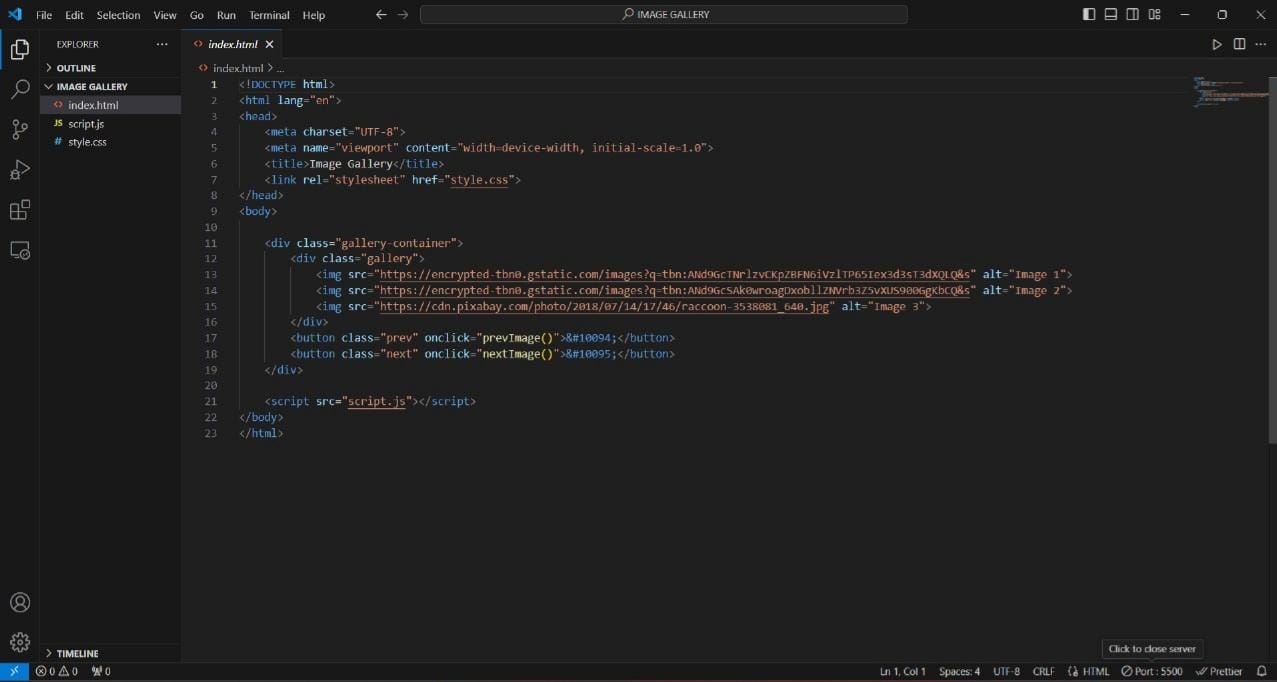 File Edit Selection View Go Run Terminal Help
IMAGE GALLERY
EXPLORER
OUTLINE
IMAGE GALLERY
index.html
JS script.js
# style.css
TIMELINE
index.html
index.html > ...
1 <!DOCTYPE html>
2 <html lang="en">
3 <head>
4 <meta charset="UTF-8">
5 <meta name="viewport" content="width=device-width, initial-scale=1.0">
6 <title>Image Gallery</title>
7 <link rel="stylesheet" href="style.css">
8 </head>
9 <body>
10
11 <div class="gallery-container">
12 <div class="gallery">
13 <img src="https://encrypted-tbn0.gstatic.com/images?q=tbn:ANd9GcTNrlzvCKpZBFN6iVzlTP65Iex3d3sT3dXQLQ&s" alt="Image 1">
14 <img src="https://encrypted-tbn0.gstatic.com/images?q=tbn:ANd9GcSAk0wroagDxobllZNVrb3Z5vXUS900GgKbCQ&s" alt="Image 2">
15 <img src="https://cdn.pixabay.com/photo/2018/07/14/17/46/raccoon-3538081_640.jpg" alt="Image 3">
16 </div>
17 <button class="prev" onclick="prevImage()">&#10094;</button>
18 <button class="next" onclick="nextImage()">&#10095;</button>
19 </div>
20
21 <script src="script.js"></script>
22 </body>
23 </html>
Click to close server
0 0 0
Ln 1, Col 1 Spaces: 4 UTF-8 CRLF HTML Port : 5500 Prettier